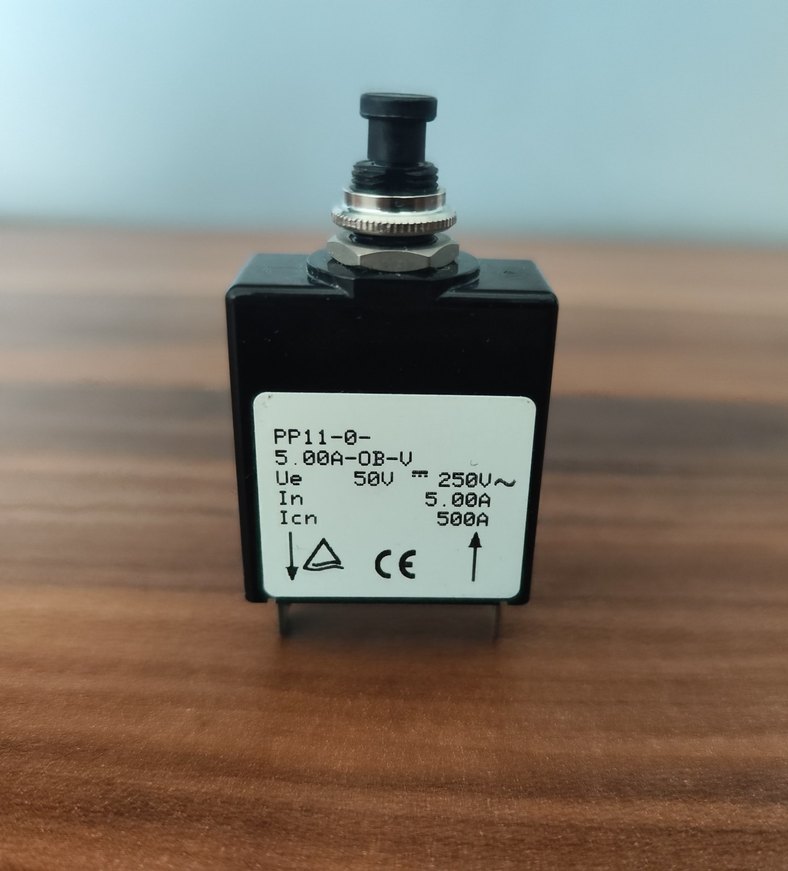 PP11-0-
5.00A-OB-V
Ue 50V ⎓ 250V~
In 5.00A
Icn 500A
CE